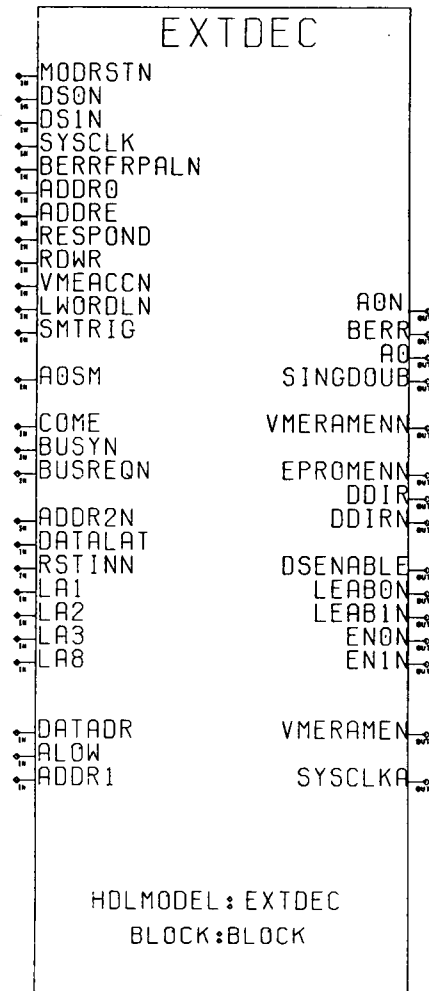 EXTDEC
MODRSTN
DS0N
DS1N
SYSCLK
BERRFRPALN
ADDR0
ADDRE
RESPOND
RDWR
VMEACCN
LWORDLN A0N
SMTRIG BERR
A0
A0SM SINGDOUB
COME VMERAMENN
BUSYN
BUSREQN EPROMENN
DDIR
ADDR2N DDIRN
DATALAT
RSTINN DSENABLE
LA1 LEAB0N
LA2 LEAB1N
LA3 EN0N
LA8 EN1N
DATADR VMERAMEN
ALOW
ADDR1 SYSCLKA
HDLMODEL: EXTDEC
BLOCK:BLOCK